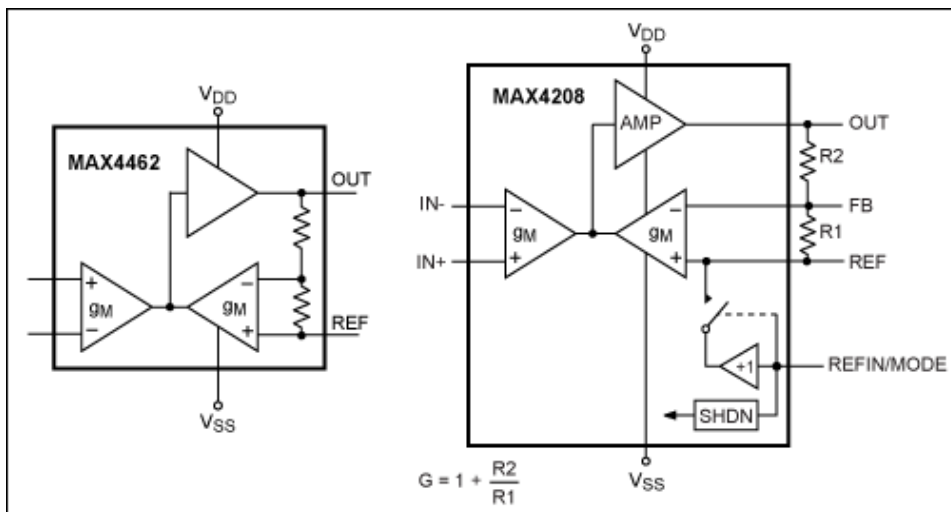 MAX4462
VDD
OUT
+
gM
−
−
gM
+
REF
VSS
MAX4208
VDD
AMP
OUT
R2
IN-
−
gM
IN+
+
−
gM
+
FB
R1
REF
+1
REFIN/MODE
SHDN
VSS
G = 1 + R2/R1